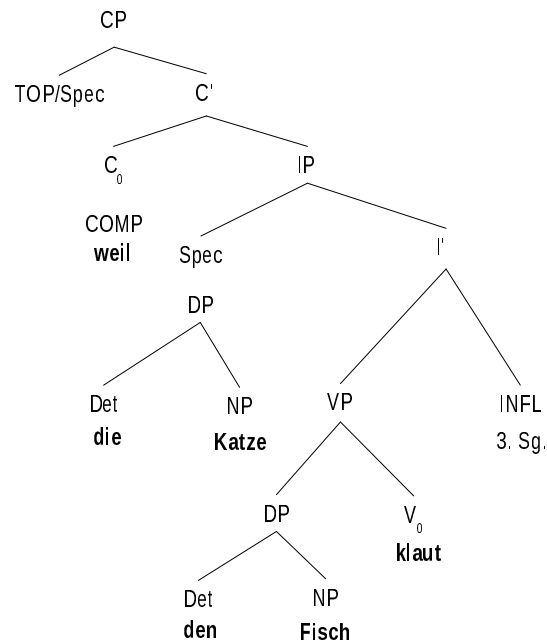 CP
TOP/Spec C'
C0 IP
COMP
weil Spec I'
DP
Det NP VP INFL
die Katze 3. Sg.
DP V0
klaut
Det NP
den Fisch